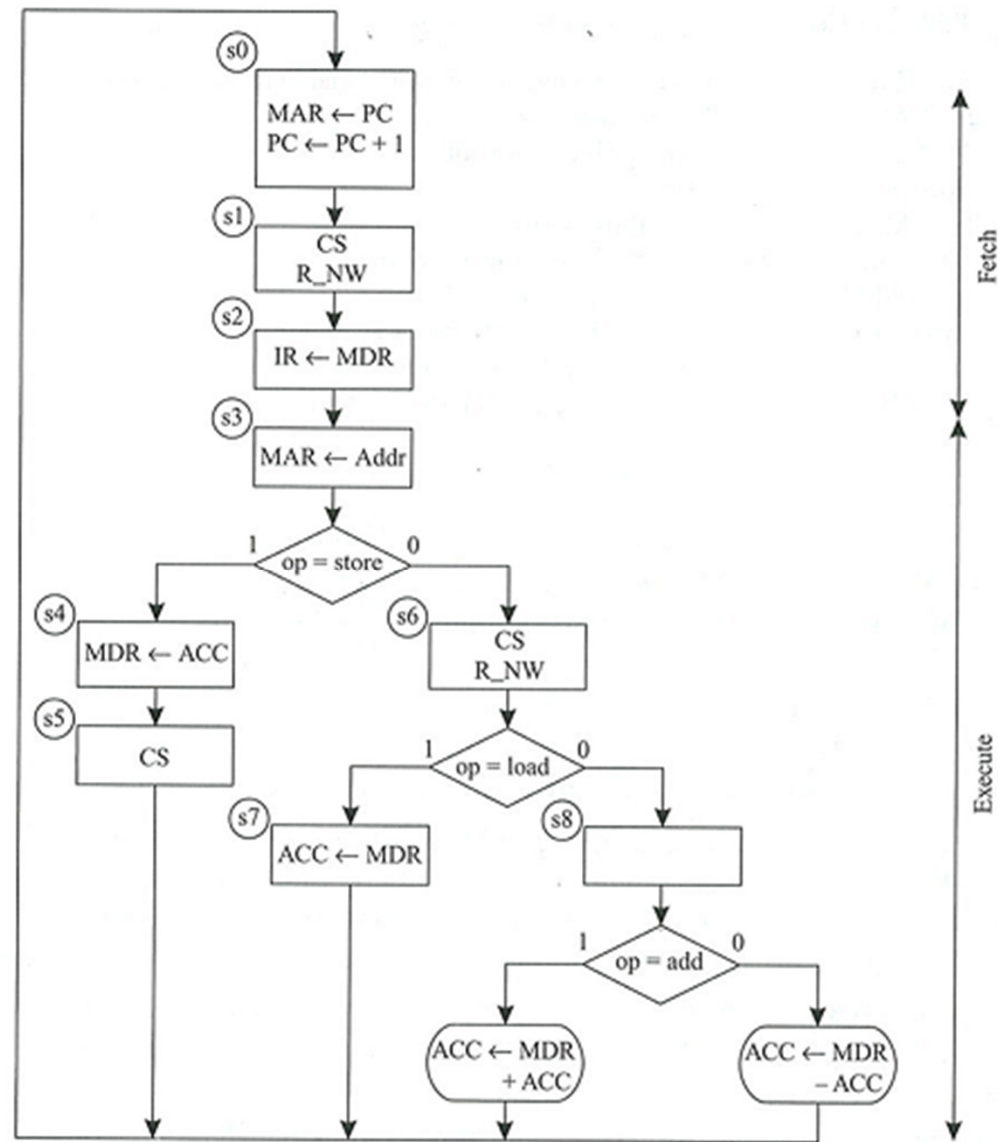 s0
MAR ← PC
PC ← PC + 1
s1
CS
R_NW
s2
IR ← MDR
s3
MAR ← Addr
Fetch
1
op = store
0
s4
MDR ← ACC
s5
CS
s6
CS
R_NW
1
op = load
0
s7
ACC ← MDR
s8
1
op = add
0
ACC ← MDR
+ ACC
ACC ← MDR
– ACC
Execute